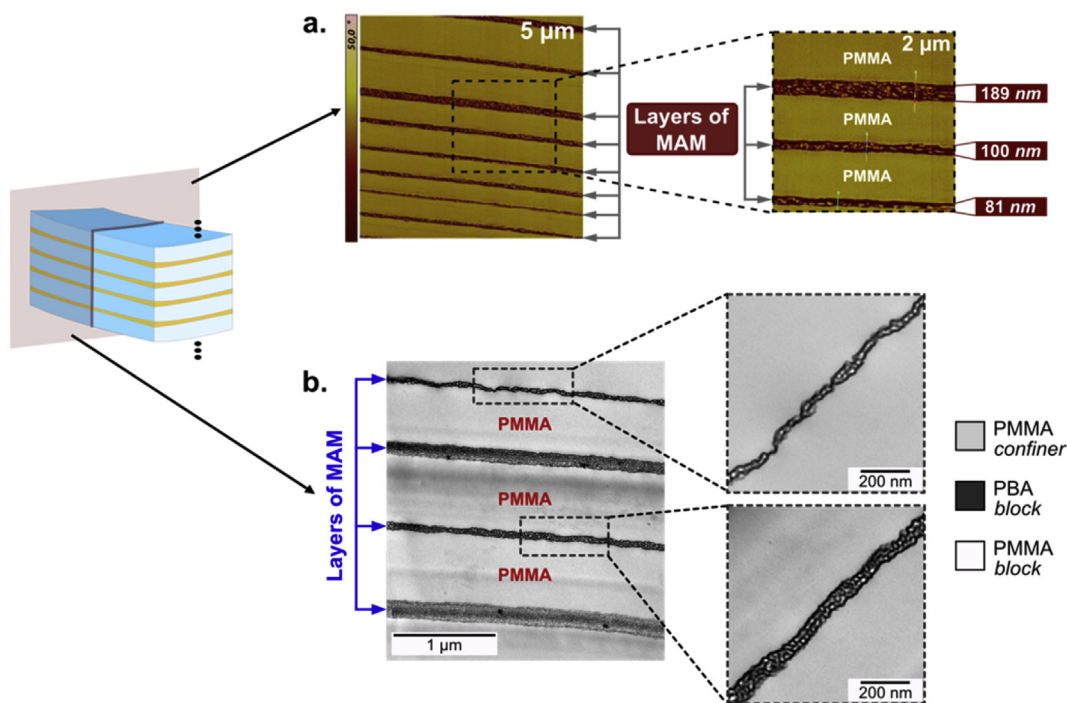 a.
50,0 °
5 µm
2 µm
PMMA
189 nm
Layers of
MAM
PMMA
100 nm
PMMA
81 nm
b.
Layers of MAM
PMMA
PMMA
PMMA
1 µm
200 nm
200 nm
PMMA
confiner
PBA
block
PMMA
block